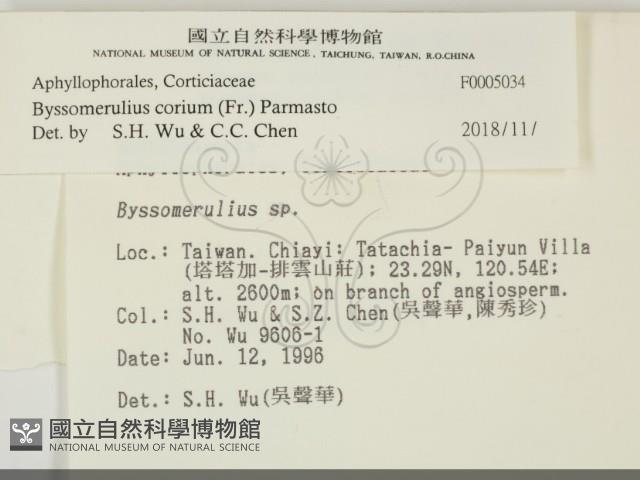 國立自然科學博物館
NATIONAL MUSEUM OF NATURAL SCIENCE, TAICHUNG, TAIWAN, R.O.CHINA
Aphyllophorales, Corticiaceae F0005034
Byssomerulius corium (Fr.) Parmasto
Det. by S.H. Wu & C.C. Chen 2018/11/
Byssomerulius sp.
Loc.: Taiwan. Chiayi: Tatachia- Paiyun Villa
(塔塔加-排雲山莊); 23.29N, 120.54E;
alt. 2600m; on branch of angiosperm.
Col.: S.H. Wu & S.Z. Chen(吳聲華,陳秀珍)
No. Wu 9606-1
Date: Jun. 12, 1996
Det.: S.H. Wu(吳聲華)
國立自然科學博物館
NATIONAL MUSEUM OF NATURAL SCIENCE